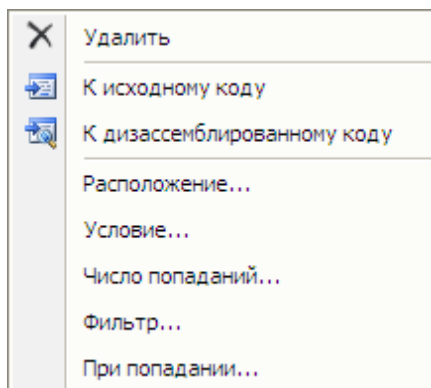 Удалить
К исходному коду
К дизассемблированному коду
Расположение...
Условие...
Число попаданий...
Фильтр...
При попадании...